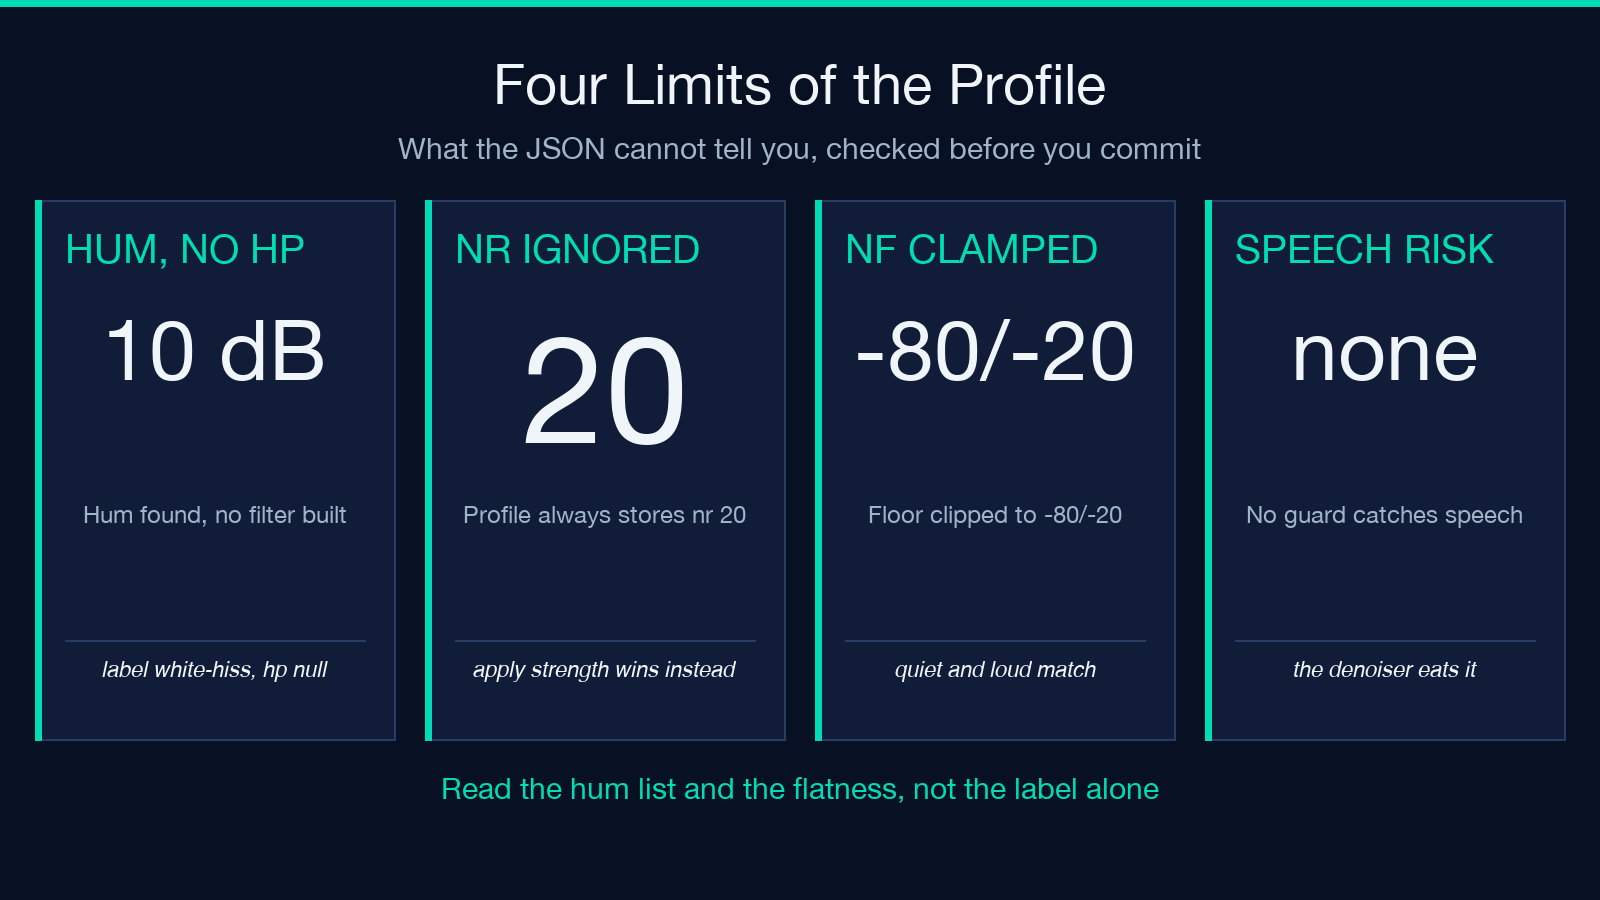 Four Limits of the Profile
What the JSON cannot tell you, checked before you commit
HUM, NO HP
10 dB
Hum found, no filter built
label white-hiss, hp null
NR IGNORED
20
Profile always stores nr 20
apply strength wins instead
NF CLAMPED
-80/-20
Floor clipped to -80/-20
quiet and loud match
SPEECH RISK
none
No guard catches speech
the denoiser eats it
Read the hum list and the flatness, not the label alone